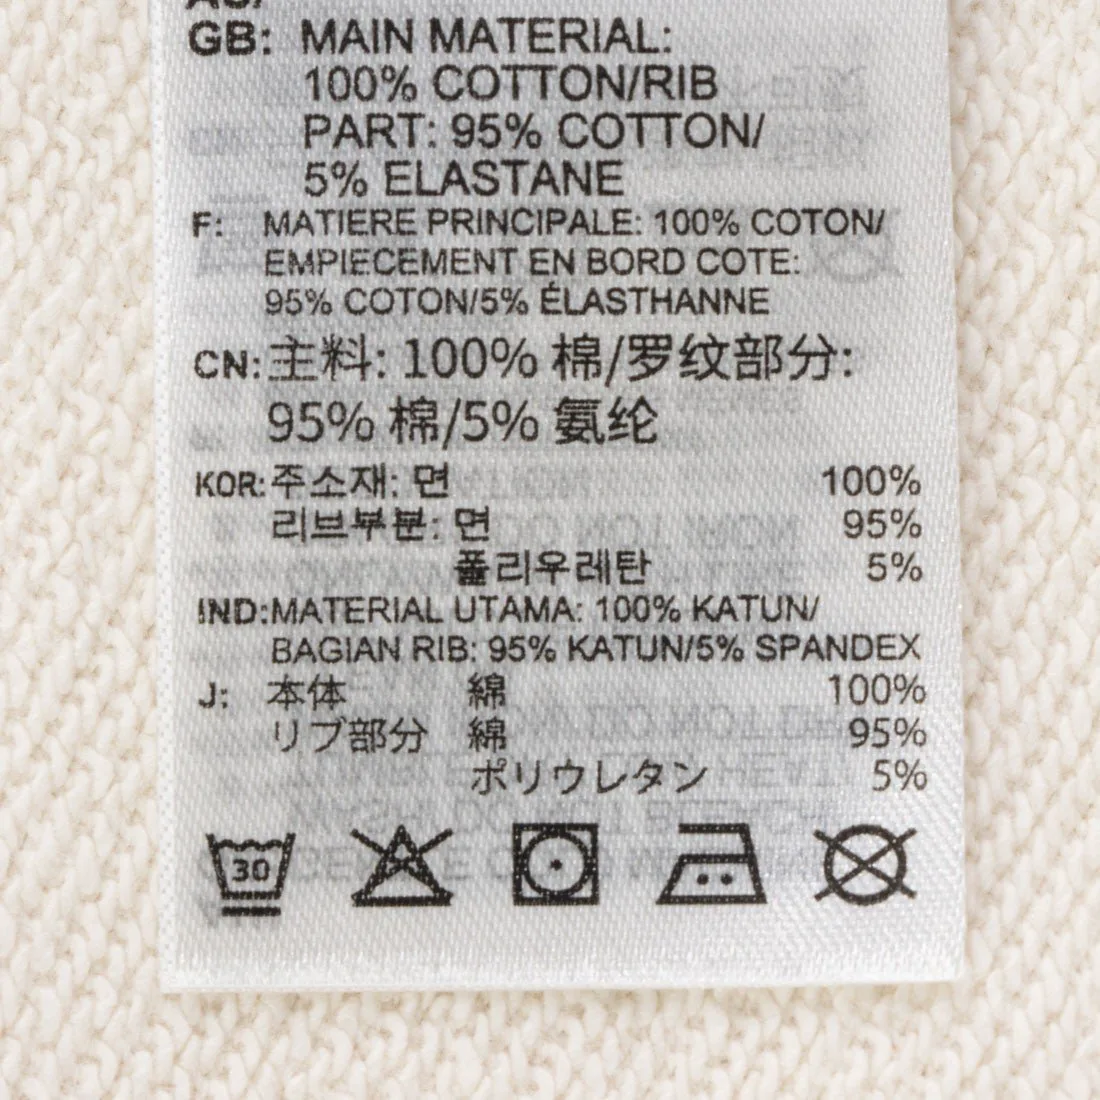 GB: MAIN MATERIAL:
100% COTTON/RIB
PART: 95% COTTON/
5% ELASTANE
F: MATIERE PRINCIPALE: 100% COTON/
EMPIECEMENT EN BORD COTE:
95% COTON/5% ÉLASTHANNE
CN: 主料: 100% 棉/罗纹部分:
95% 棉/5% 氨纶
KOR: 주소재: 면 100%
리브부분: 면 95%
폴리우레탄 5%
IND: MATERIAL UTAMA: 100% KATUN/
BAGIAN RIB: 95% KATUN/5% SPANDEX
J: 本体 綿 100%
リブ部分 綿 95%
ポリウレタン 5%
30